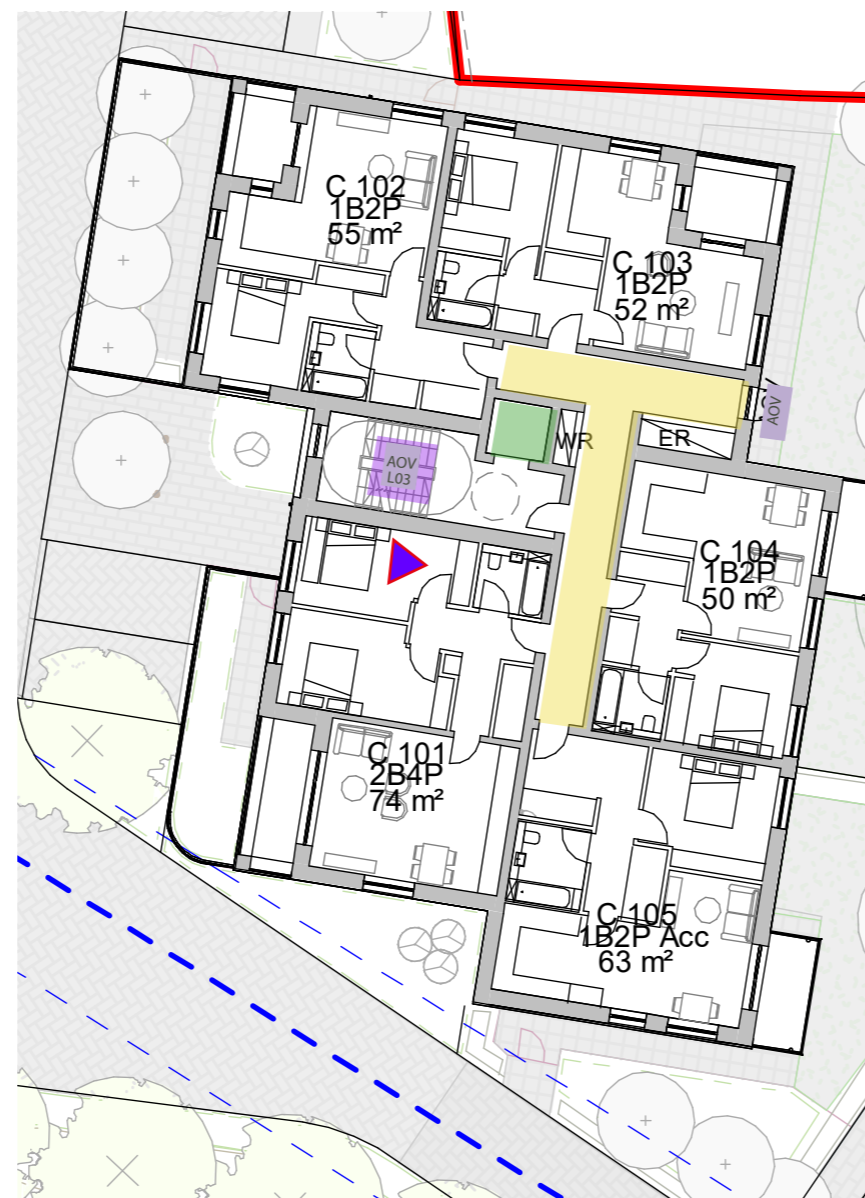 C 102
1B2P
55 m²
C 103
1B2P
52 m²
AOV
WR
ER
AOV
L03
C 104
1B2P
50 m²
C 101
2B4P
74 m²
C 105
1B2P Acc
63 m²